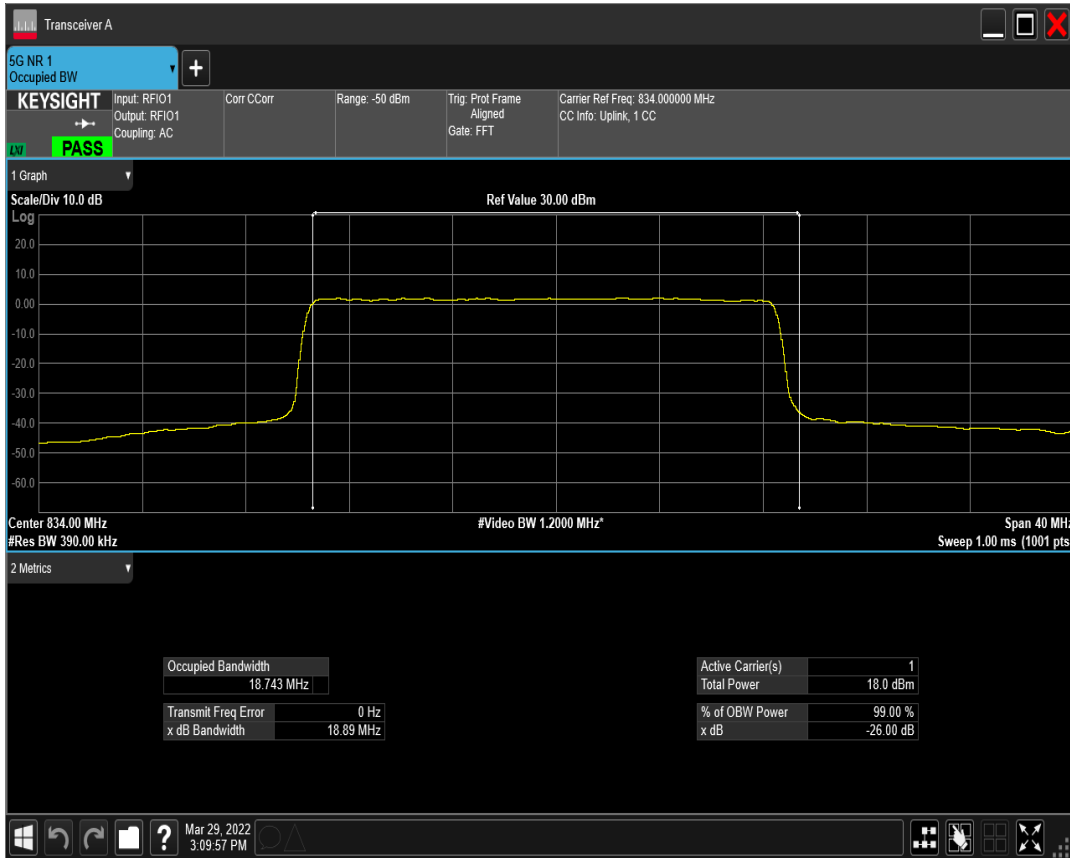 Transceiver A
5G NR 1
Occupied BW
KEYSIGHT
LXI
PASS
Input: RFIO1
Output: RFIO1
Coupling: AC
Corr CCorr
Range: -50 dBm
Trig: Prot Frame
Aligned
Gate: FFT
Carrier Ref Freq: 834.000000 MHz
CC Info: Uplink, 1 CC
1 Graph
Scale/Div 10.0 dB
Ref Value 30.00 dBm
Log
20.0
10.0
0.00
-10.0
-20.0
-30.0
-40.0
-50.0
-60.0
Center 834.00 MHz
#Video BW 1.2000 MHz*
Span 40 MHz
#Res BW 390.00 kHz
Sweep 1.00 ms (1001 pts
2 Metrics
Occupied Bandwidth
18.743 MHz
Transmit Freq Error 0 Hz
x dB Bandwidth 18.89 MHz
Active Carrier(s) 1
Total Power 18.0 dBm
% of OBW Power 99.00 %
x dB -26.00 dB
?
Mar 29, 2022
3:09:57 PM